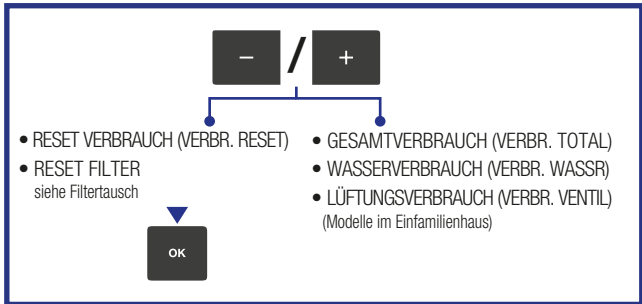 − / +
• RESET VERBRAUCH (VERBR. RESET)
• RESET FILTER
siehe Filtertausch
OK
• GESAMTVERBRAUCH (VERBR. TOTAL)
• WASSERVERBRAUCH (VERBR. WASSR)
• LÜFTUNGSVERBRAUCH (VERBR. VENTIL)
(Modelle im Einfamilienhaus)